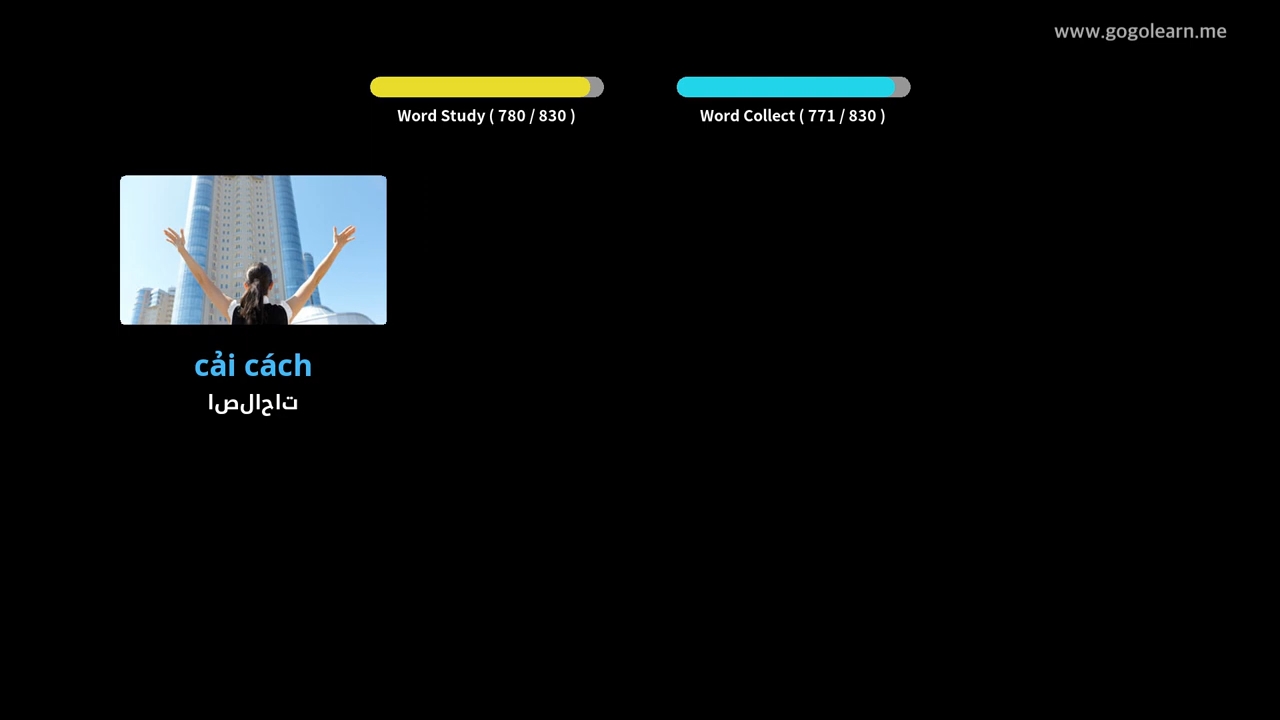 www.gogolearn.me
Word Study ( 780 / 830 )
Word Collect ( 771 / 830 )
cải cách
اصلاحات